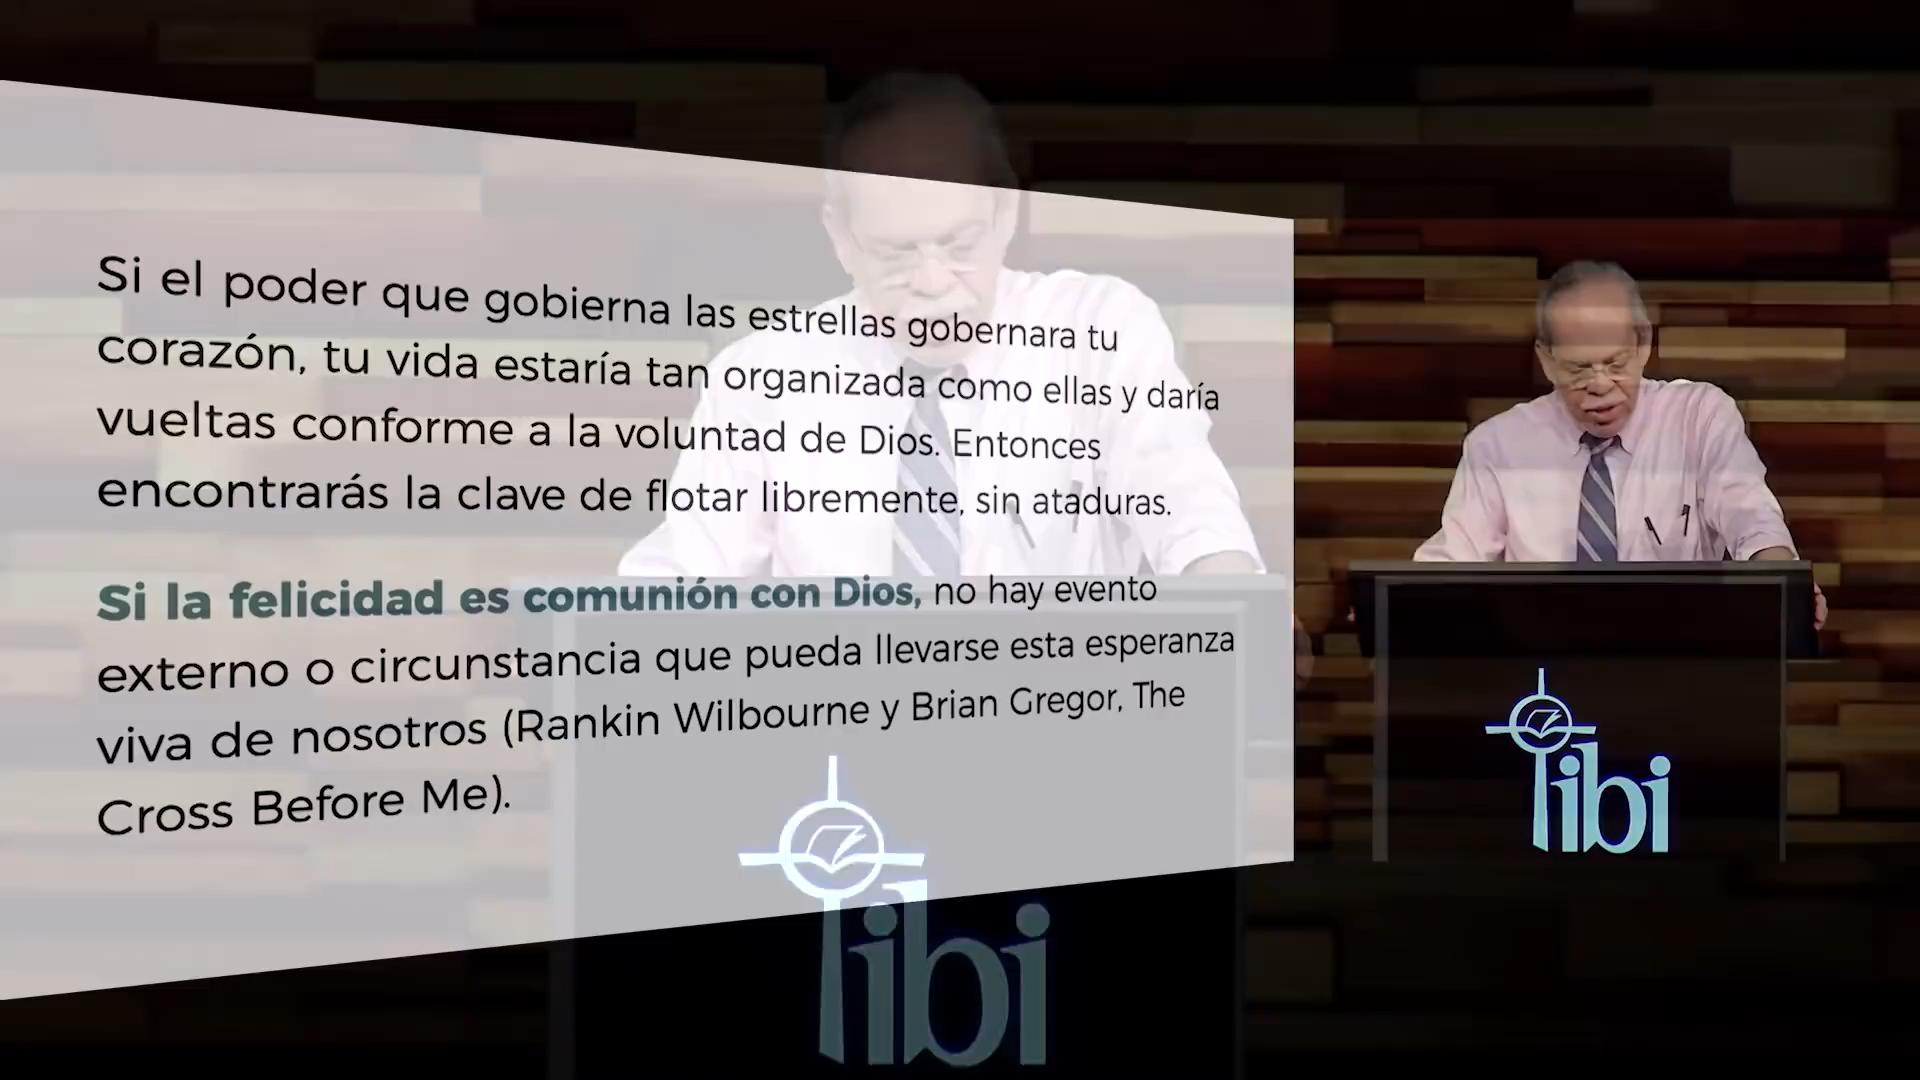 Si el poder que gobierna las estrellas gobernara tu
corazón, tu vida estaría tan organizada como ellas y daría
vueltas conforme a la voluntad de Dios. Entonces
encontrarás la clave de flotar libremente, sin ataduras.
Si la felicidad es comunión con Dios, no hay evento
externo o circunstancia que pueda llevarse esta esperanza
viva de nosotros (Rankin Wilbourne y Brian Gregor, The
Cross Before Me).
ibi
ibi